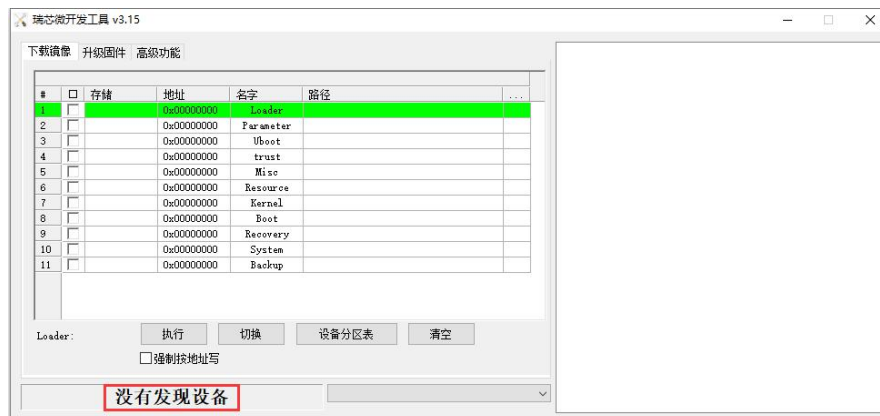 瑞芯微开发工具 v3.15
下载镜像 升级固件 高级功能
# 存储 地址 名字 路径 ...
1 0x00000000 Loader
2 0x00000000 Parameter
3 0x00000000 Uboot
4 0x00000000 trust
5 0x00000000 Misc
6 0x00000000 Resource
7 0x00000000 Kernel
8 0x00000000 Boot
9 0x00000000 Recovery
10 0x00000000 System
11 0x00000000 Backup
Loader: 执行 切换 设备分区表 清空
强制按地址写
没有发现设备